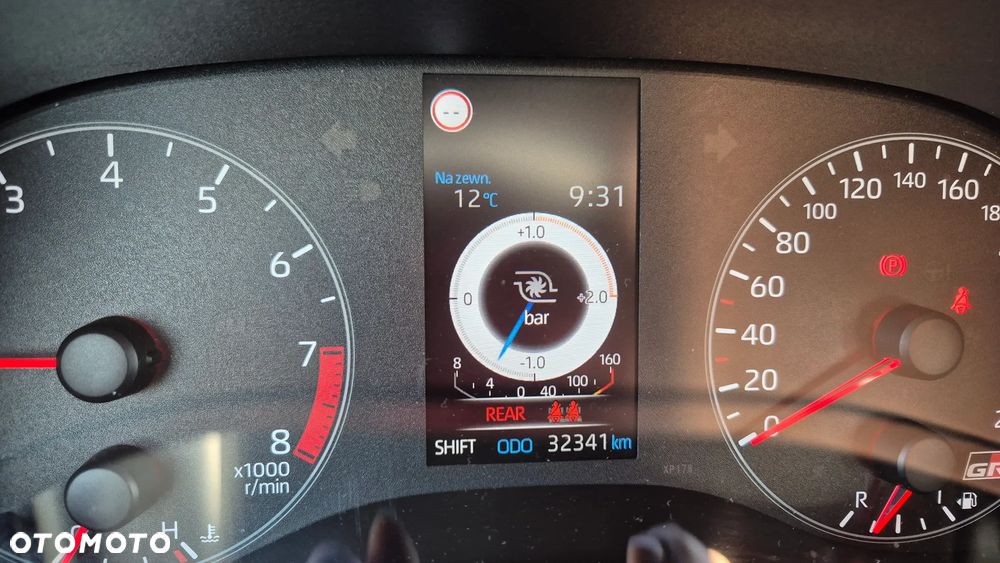 --
Na zewn.
12°C 9:31
+1.0
0 +2.0
bar
-1.0
8 4 0 40 100 160
REAR
SHIFT ODO 32341 km
3 4 5 6 7 8
x1000
r/min
H
0 20 40 60 80 100 120 140 160
P
XP179
R
GR
OTOMOTO